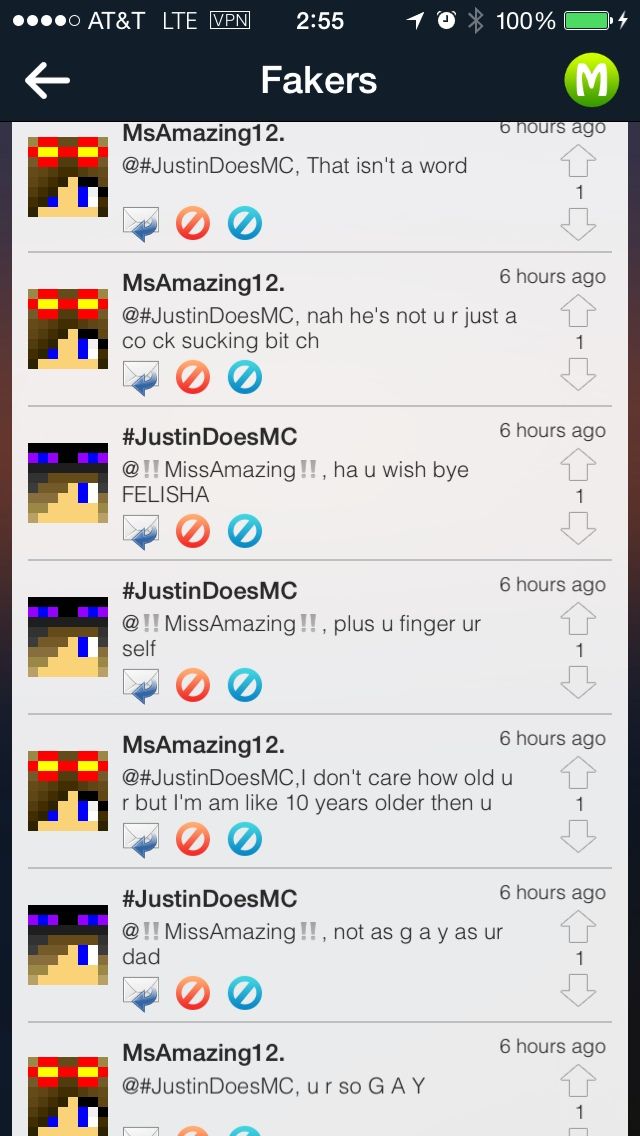 AT&T LTE VPN 2:55 100%
Fakers
M
MsAmazing12.
6 hours ago
@#JustinDoesMC, That isn't a word
1
MsAmazing12.
6 hours ago
@#JustinDoesMC, nah he's not u r just a
co ck sucking bit ch
1
#JustinDoesMC
6 hours ago
@‼️MissAmazing‼️, ha u wish bye
FELISHA
1
#JustinDoesMC
6 hours ago
@‼️MissAmazing‼️, plus u finger ur
self
1
MsAmazing12.
6 hours ago
@#JustinDoesMC,I don't care how old u
r but I'm am like 10 years older then u
1
#JustinDoesMC
6 hours ago
@‼️MissAmazing‼️, not as g a y as ur
dad
1
MsAmazing12.
6 hours ago
@#JustinDoesMC, u r so G A Y
1